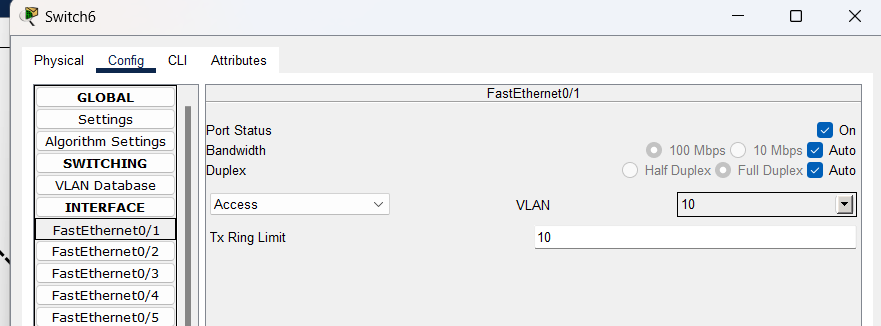 Switch6
Physical Config CLI Attributes
GLOBAL
Settings
Algorithm Settings
SWITCHING
VLAN Database
INTERFACE
FastEthernet0/1
FastEthernet0/2
FastEthernet0/3
FastEthernet0/4
FastEthernet0/5
FastEthernet0/1
Port Status On
Bandwidth 100 Mbps 10 Mbps Auto
Duplex Half Duplex Full Duplex Auto
Access VLAN 10
Tx Ring Limit 10